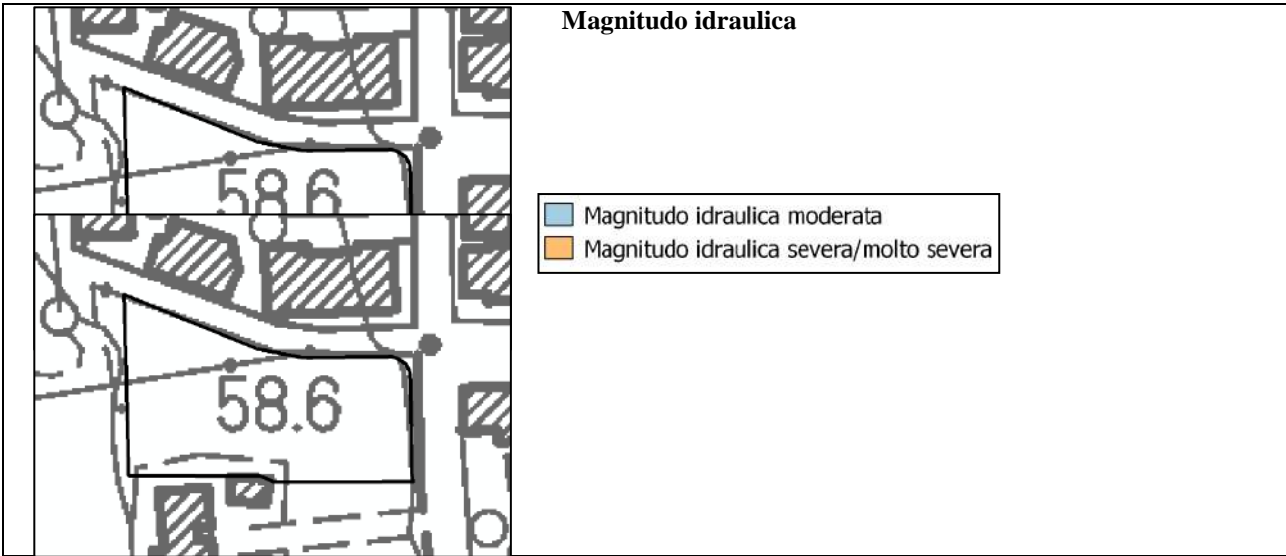 Magnitudo idraulica
58.6
Magnitudo idraulica moderata
Magnitudo idraulica severa/molto severa
58.6